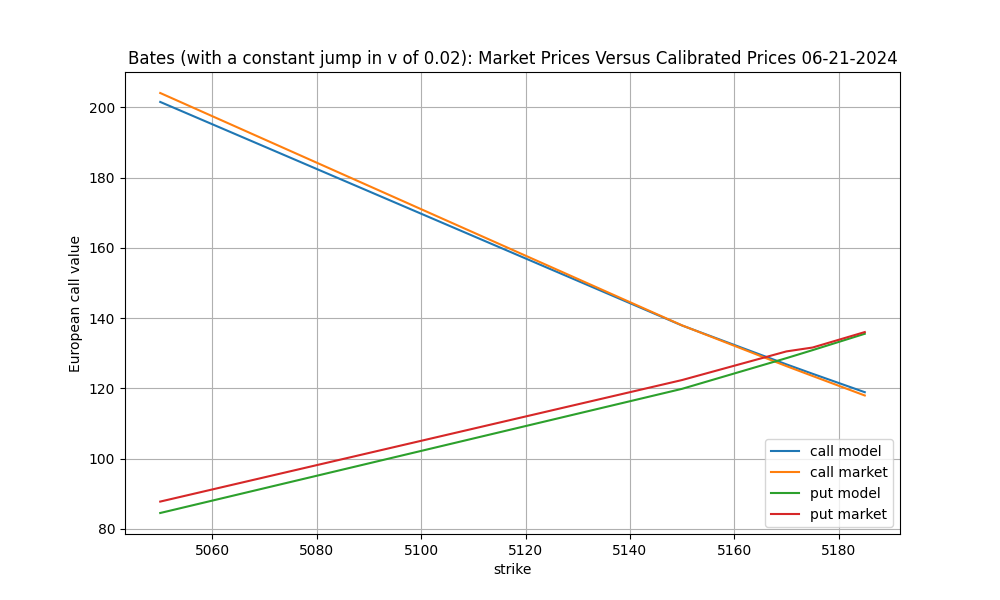 Bates (with a constant jump in v of 0.02): Market Prices Versus Calibrated Prices 06-21-2024
European call value
200
180
160
140
120
100
80
5060 5080 5100 5120 5140 5160 5180
strike
call model
call market
put model
put market